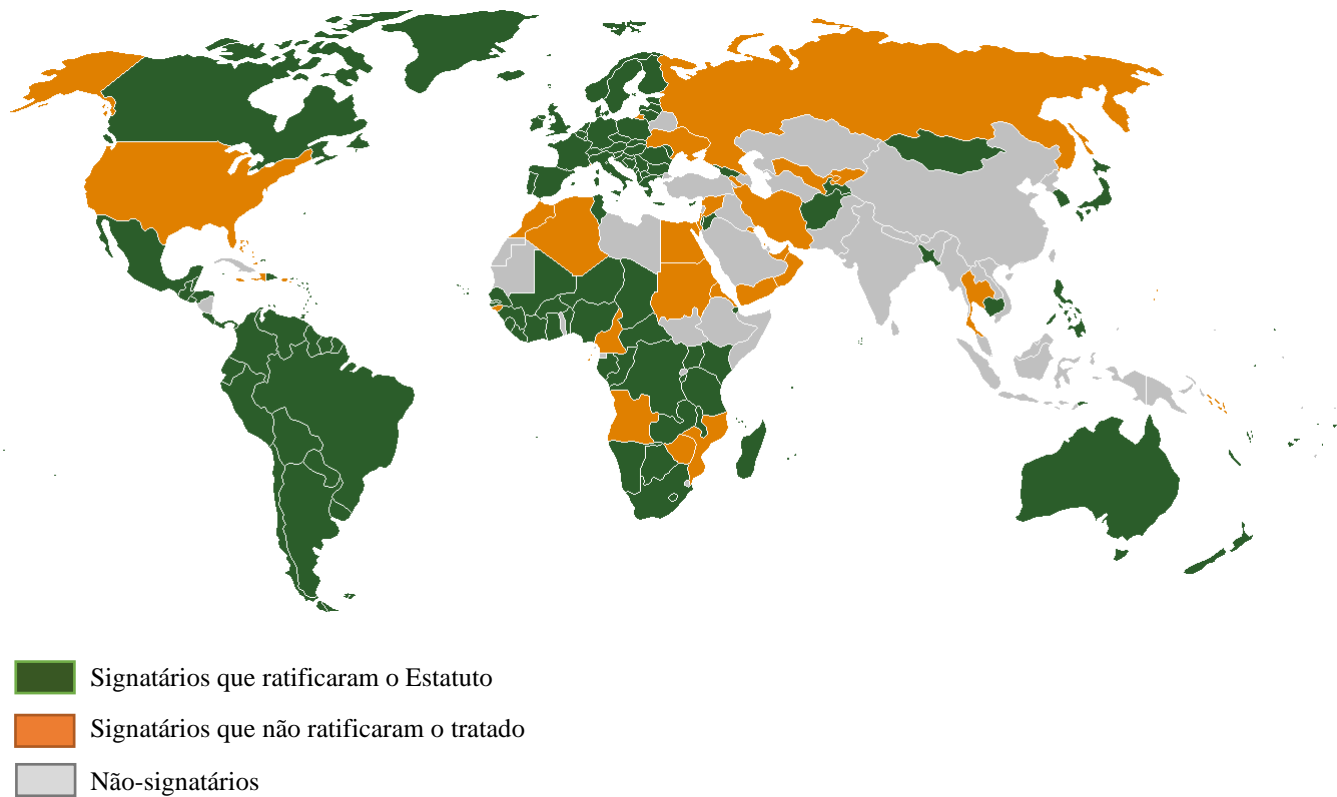 Signatários que ratificaram o Estatuto
Signatários que não ratificaram o tratado
Não-signatários